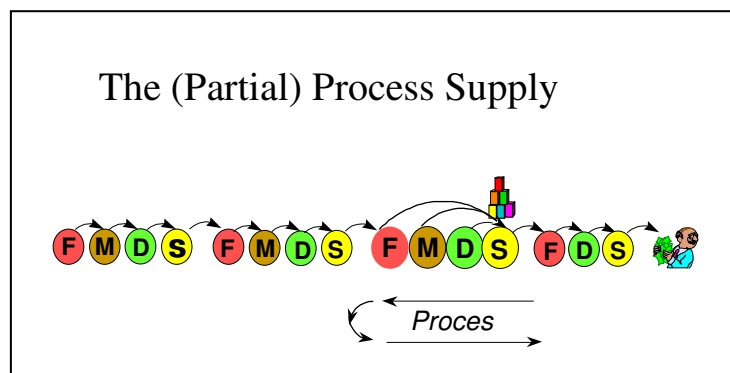 The (Partial) Process Supply
F M D S F M D S F M D S F D S
Proces